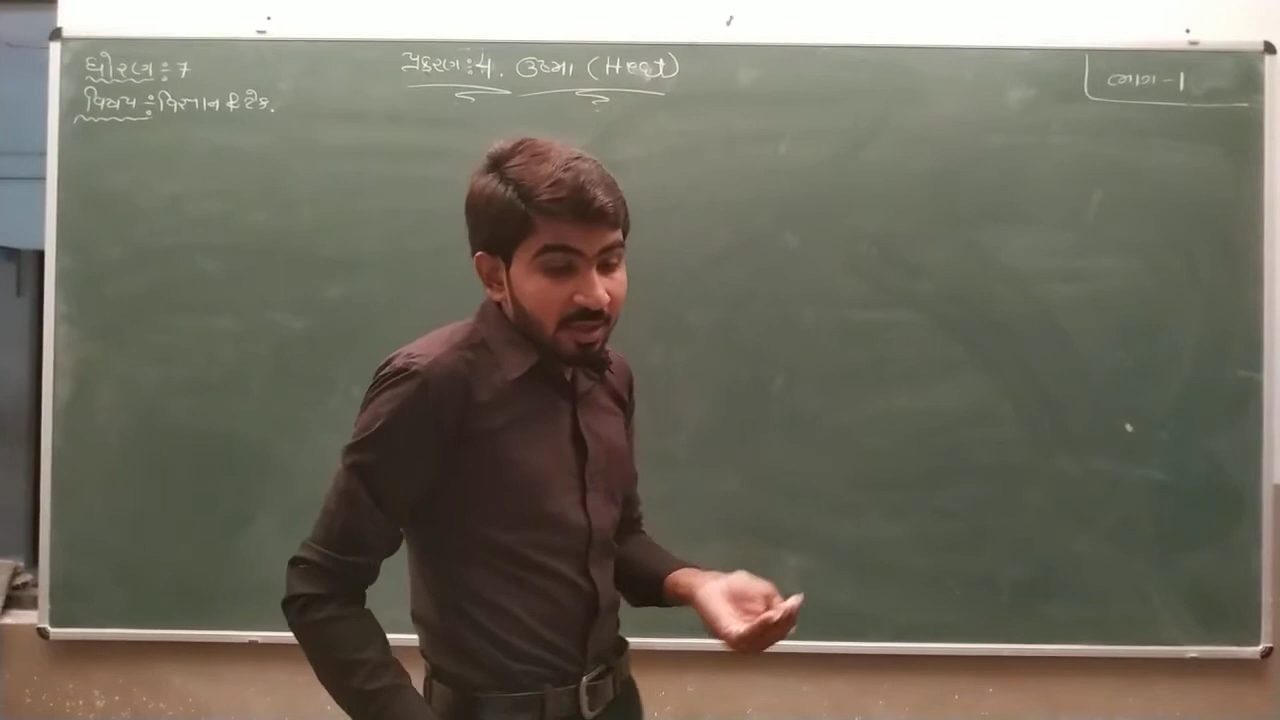 ધોરણ : 7
પ્રકરણ : 4. ઉષ્મા (Heat)
ભાગ - 1
વિષય : વિજ્ઞાન & ટેક.